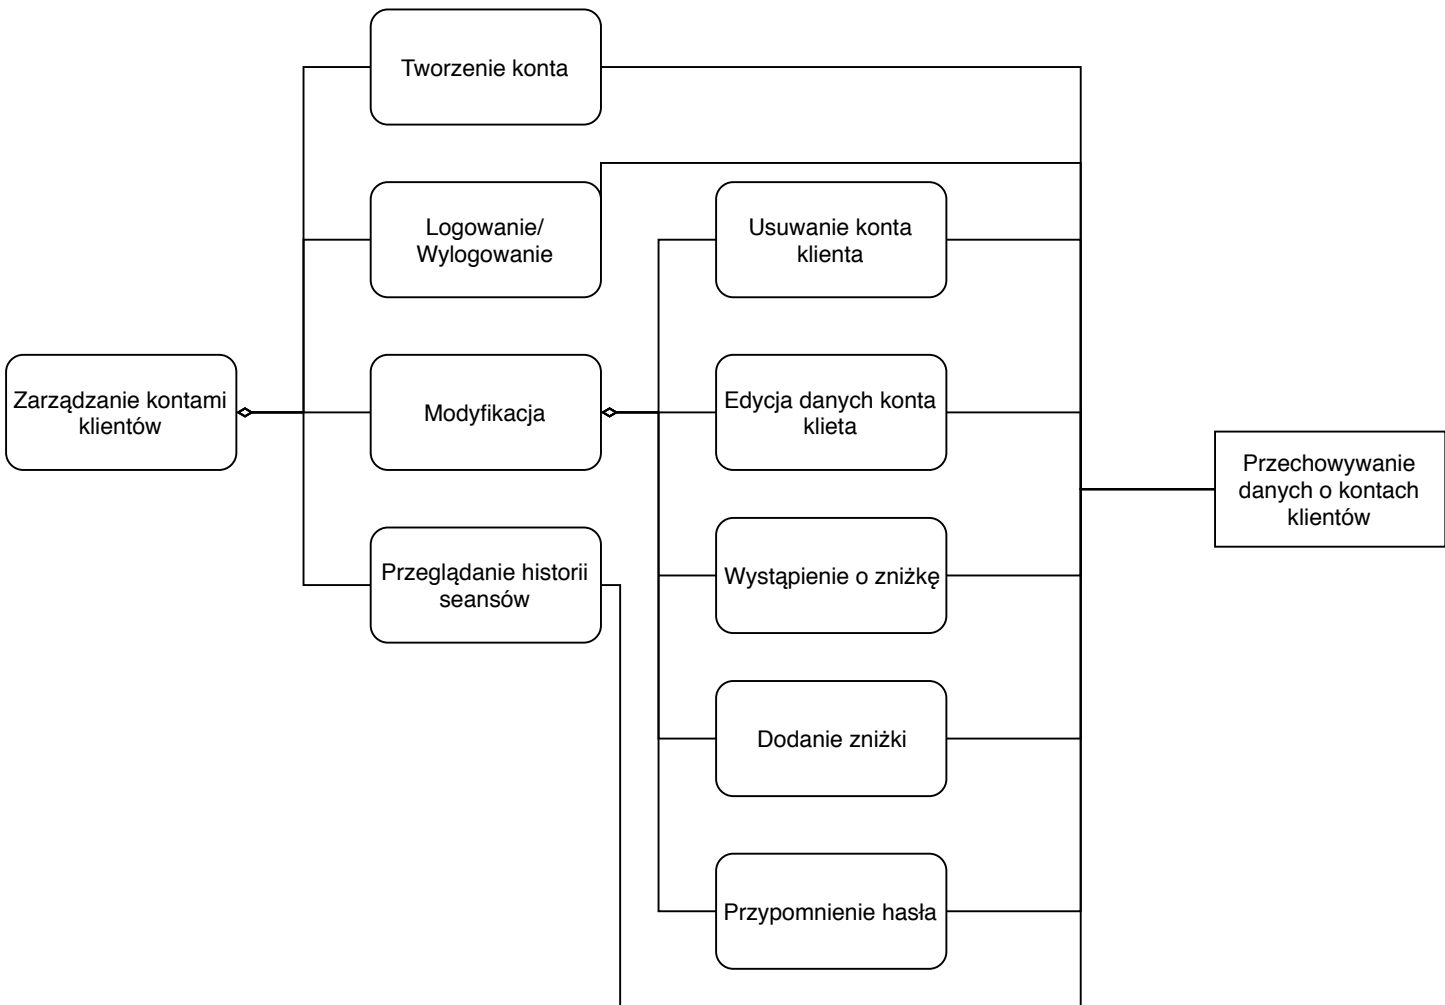 Tworzenie konta
Logowanie/
Wylogowanie
Usuwanie konta
klienta
Zarządzanie kontami
klientów
Modyfikacja
Edycja danych konta
klieta
Przechowywanie
danych o kontach
klientów
Przeglądanie historii
seansów
Wystąpienie o zniżkę
Dodanie zniżki
Przypomnienie hasła